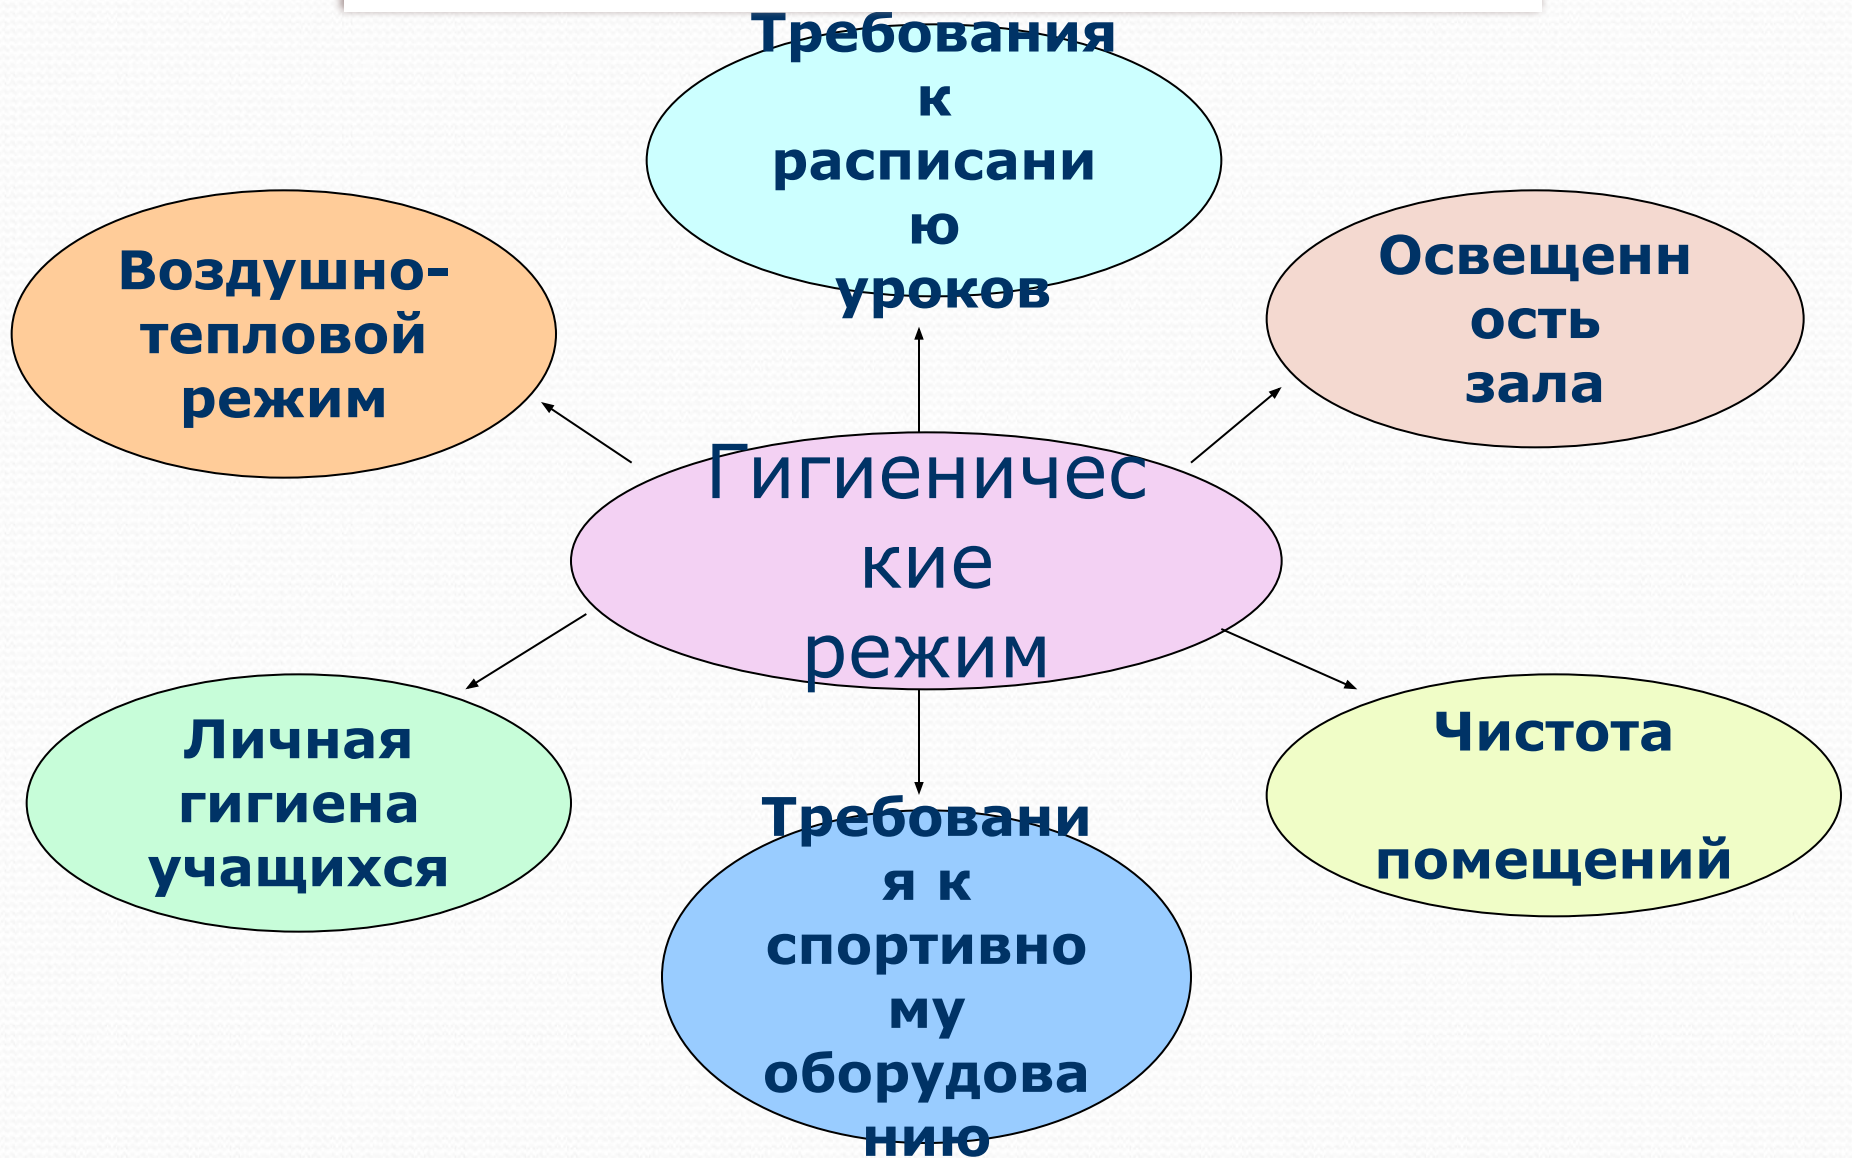 Требования
к
расписани
ю
уроков
Воздушно-
тепловой
режим
Освещенн
ость
зала
Гигиеничес
кие
режим
Личная
гигиена
учащихся
Чистота
помещений
Требовани
я к
спортивно
му
оборудова
нию